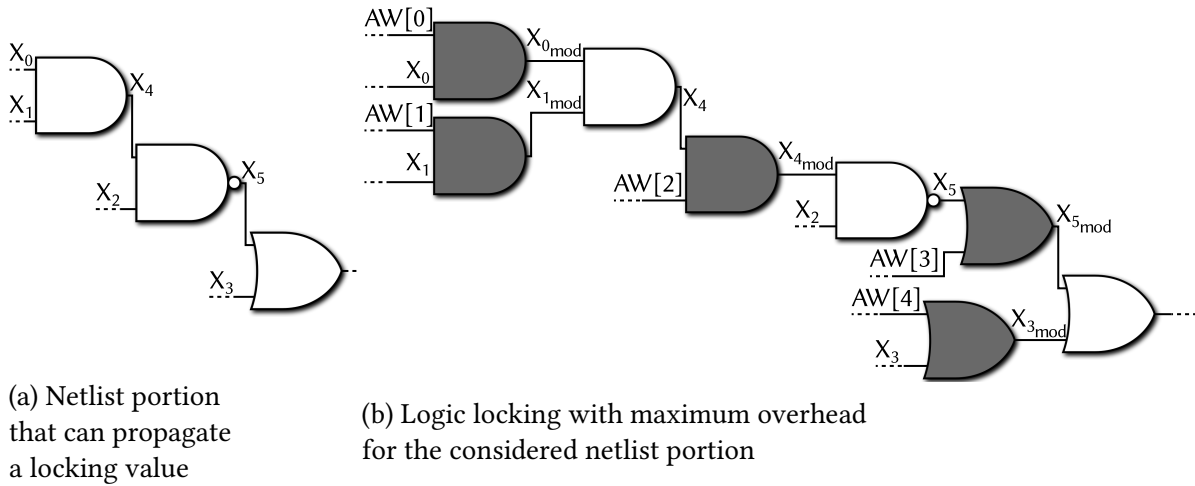 X₀
X₁
X₄
X₂
X₅
X₃
(a) Netlist portion
that can propagate
a locking value
AW[0]
X₀
X₀mod
AW[1]
X₁
X₁mod
X₄
AW[2]
X₄mod
X₂
X₅
AW[3]
X₅mod
AW[4]
X₃
X₃mod
(b) Logic locking with maximum overhead
for the considered netlist portion